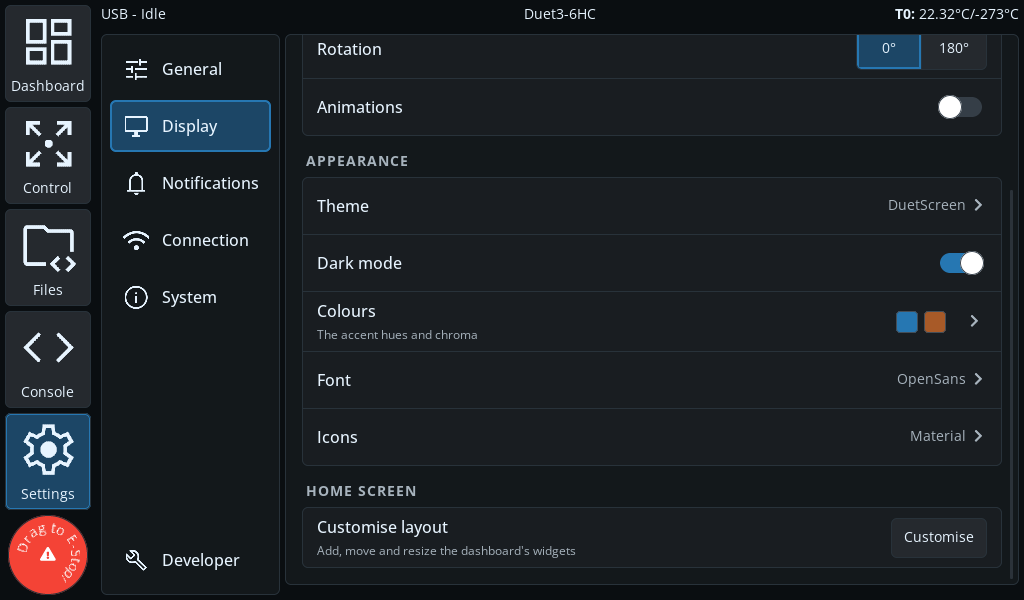 USB - Idle
Duet3-6HC
T0: 22.32°C/-273°C
Dashboard
Control
Files
Console
Settings
Drag to E-Stop!
General
Display
Notifications
Connection
System
Developer
Rotation
0°
180°
Animations
APPEARANCE
Theme
DuetScreen
Dark mode
Colours
The accent hues and chroma
Font
OpenSans
Icons
Material
HOME SCREEN
Customise layout
Add, move and resize the dashboard's widgets
Customise